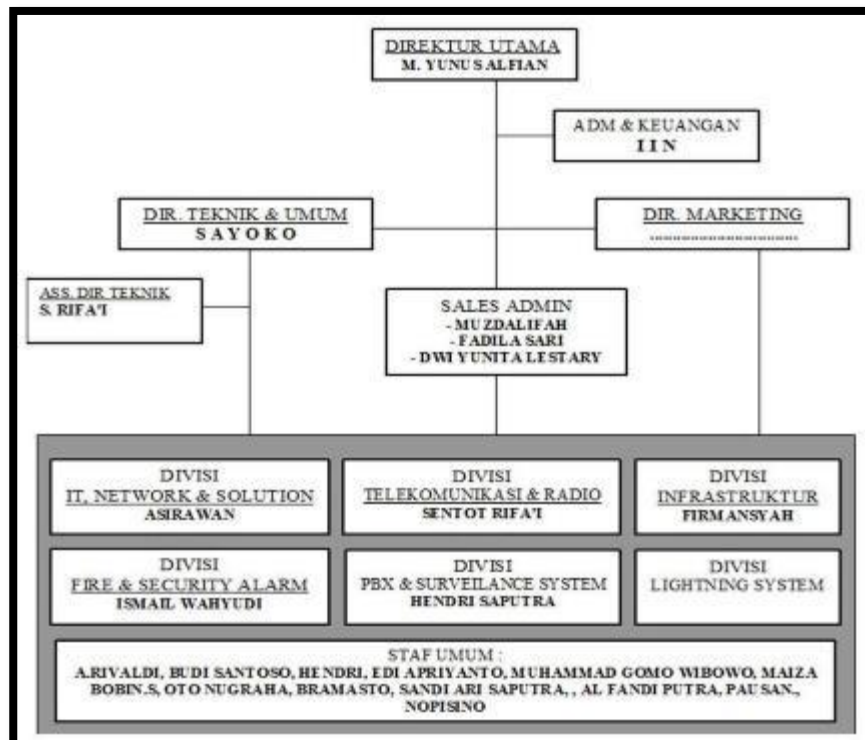 DIREKTUR UTAMA
M. YUNUS ALFIAN
ADM & KEUANGAN
I I N
DIR. TEKNIK & UMUM
S A Y O K O
DIR. MARKETING
....................................
ASS. DIR TEKNIK
S. RIFA'I
SALES ADMIN
- MUZDALIFAH
- FADILA SARI
- DWI YUNITA LESTARY
DIVISI
IT, NETWORK & SOLUTION
ASIRAWAN
DIVISI
TELEKOMUNIKASI & RADIO
SENTOT RIFA'I
DIVISI
INFRASTRUKTUR
FIRMANSYAH
DIVISI
FIRE & SECURITY ALARM
ISMAIL WAHYUDI
DIVISI
PBX & SURVEILANCE SYSTEM
HENDRI SAPUTRA
DIVISI
LIGHTNING SYSTEM
STAF UMUM :
A.RIVALDI, BUDI SANTOSO, HENDRI, EDI APRIYANTO, MUHAMMAD GOMO WIBOWO, MAIZA
BOBIN.S, OTO NUGRAHA, BRAMASTO, SANDI ARI SAPUTRA, , AL FANDI PUTRA, PAUSAN.,
NOPISINO